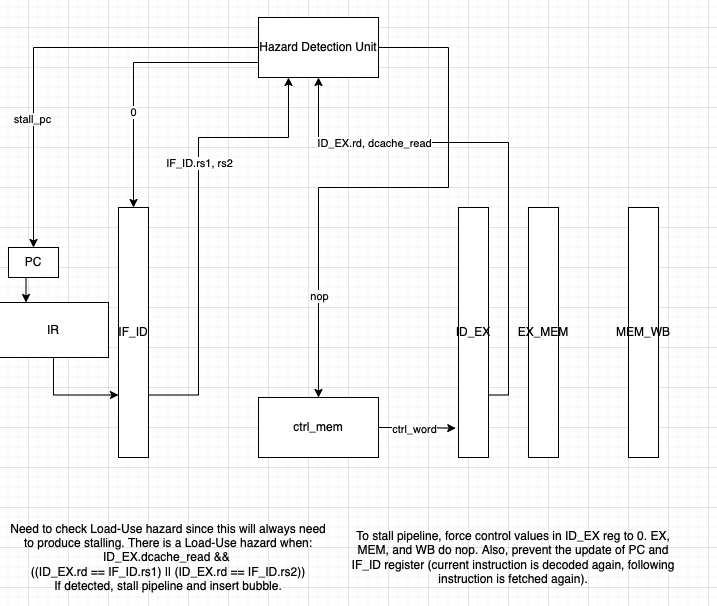 Hazard Detection Unit
stall_pc
0
IF_ID.rs1, rs2
ID_EX.rd, dcache_read
PC
IR
IF_ID
nop
ID_EX
EX_MEM
MEM_WB
ctrl_mem
ctrl_word
Need to check Load-Use hazard since this will always need
to produce stalling. There is a Load-Use hazard when:
ID_EX.dcache_read &&
((ID_EX.rd == IF_ID.rs1) || (ID_EX.rd == IF_ID.rs2))
If detected, stall pipeline and insert bubble.
To stall pipeline, force control values in ID_EX reg to 0. EX,
MEM, and WB do nop. Also, prevent the update of PC and
IF_ID register (current instruction is decoded again, following
instruction is fetched again).